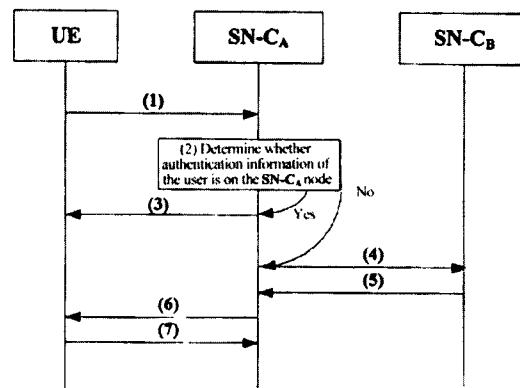 UE
SN-CA
SN-CB
(1)
(2) Determine whether
authentication information of
the user is on the SN-CA node
No
Yes
(3)
(4)
(5)
(6)
(7)